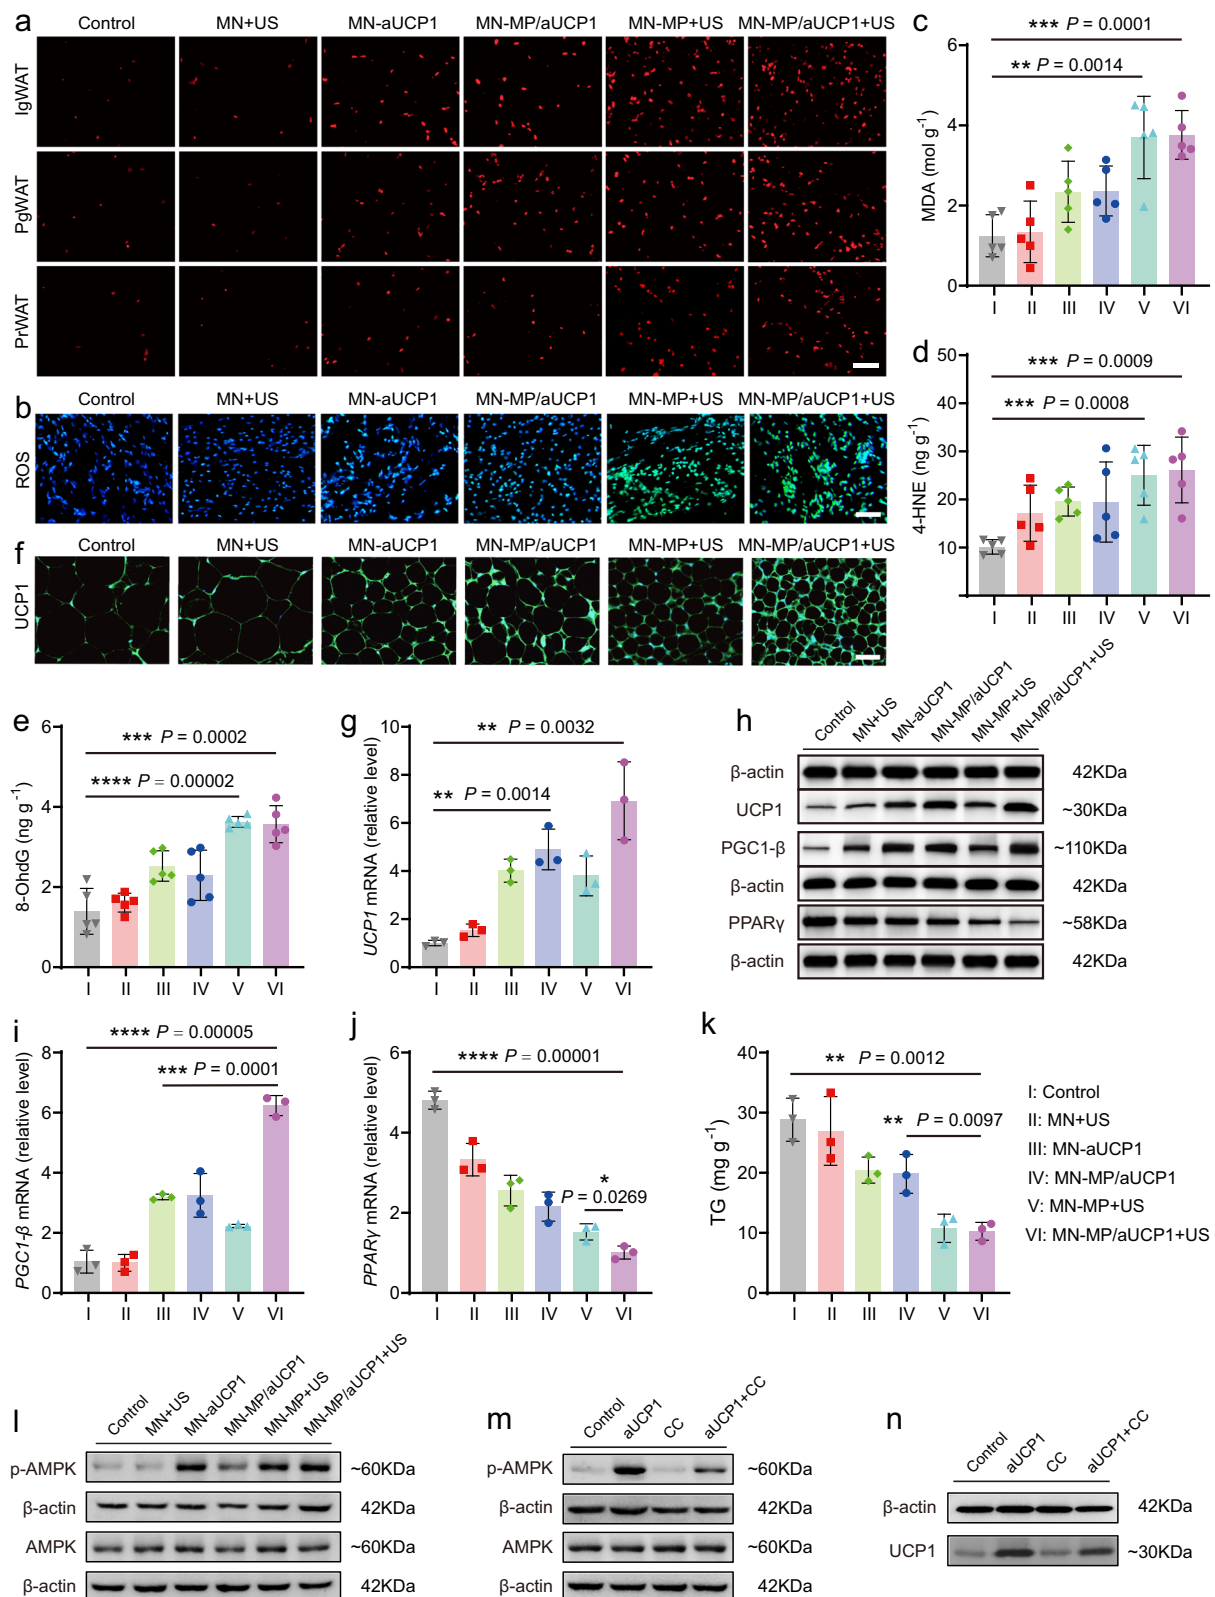 a
Control MN+US MN-aUCP1 MN-MP/aUCP1 MN-MP+US MN-MP/aUCP1+US
IgWAT
PgWAT
PrWAT
b
Control MN+US MN-aUCP1 MN-MP/aUCP1 MN-MP+US MN-MP/aUCP1+US
ROS
f
Control MN+US MN-aUCP1 MN-MP/aUCP1 MN-MP+US MN-MP/aUCP1+US
UCP1
c
*** P = 0.0001
** P = 0.0014
MDA (mol g⁻¹)
6
4
2
0
I II III IV V VI
d
*** P = 0.0009
*** P = 0.0008
4-HNE (ng g⁻¹)
50
40
30
20
10
I II III IV V VI
e
*** P = 0.0002
**** P = 0.00002
8-OhdG (ng g⁻¹)
6
4
2
0
I II III IV V VI
g
** P = 0.0032
** P = 0.0014
UCP1 mRNA (relative level)
10
8
6
4
2
0
I II III IV V VI
h
Control MN+US MN-aUCP1 MN-MP/aUCP1 MN-MP+US MN-MP/aUCP1+US
β-actin 42KDa
UCP1 ~30KDa
PGC1-β ~110KDa
β-actin 42KDa
PPARγ ~58KDa
β-actin 42KDa
i
**** P = 0.00005
*** P = 0.0001
PGC1-β mRNA (relative level)
8
6
4
2
0
I II III IV V VI
j
**** P = 0.00001
*
P = 0.0269
PPARγ mRNA (relative level)
6
4
2
0
I II III IV V VI
k
** P = 0.0012
** P = 0.0097
TG (mg g⁻¹)
40
30
20
10
0
I II III IV V VI
I: Control
II: MN+US
III: MN-aUCP1
IV: MN-MP/aUCP1
V: MN-MP+US
VI: MN-MP/aUCP1+US
l
Control MN+US MN-aUCP1 MN-MP/aUCP1 MN-MP+US MN-MP/aUCP1+US
p-AMPK ~60KDa
β-actin 42KDa
AMPK ~60KDa
β-actin 42KDa
m
Control aUCP1 CC aUCP1+CC
p-AMPK ~60KDa
β-actin 42KDa
AMPK ~60KDa
β-actin 42KDa
n
Control aUCP1 CC aUCP1+CC
β-actin 42KDa
UCP1 ~30KDa